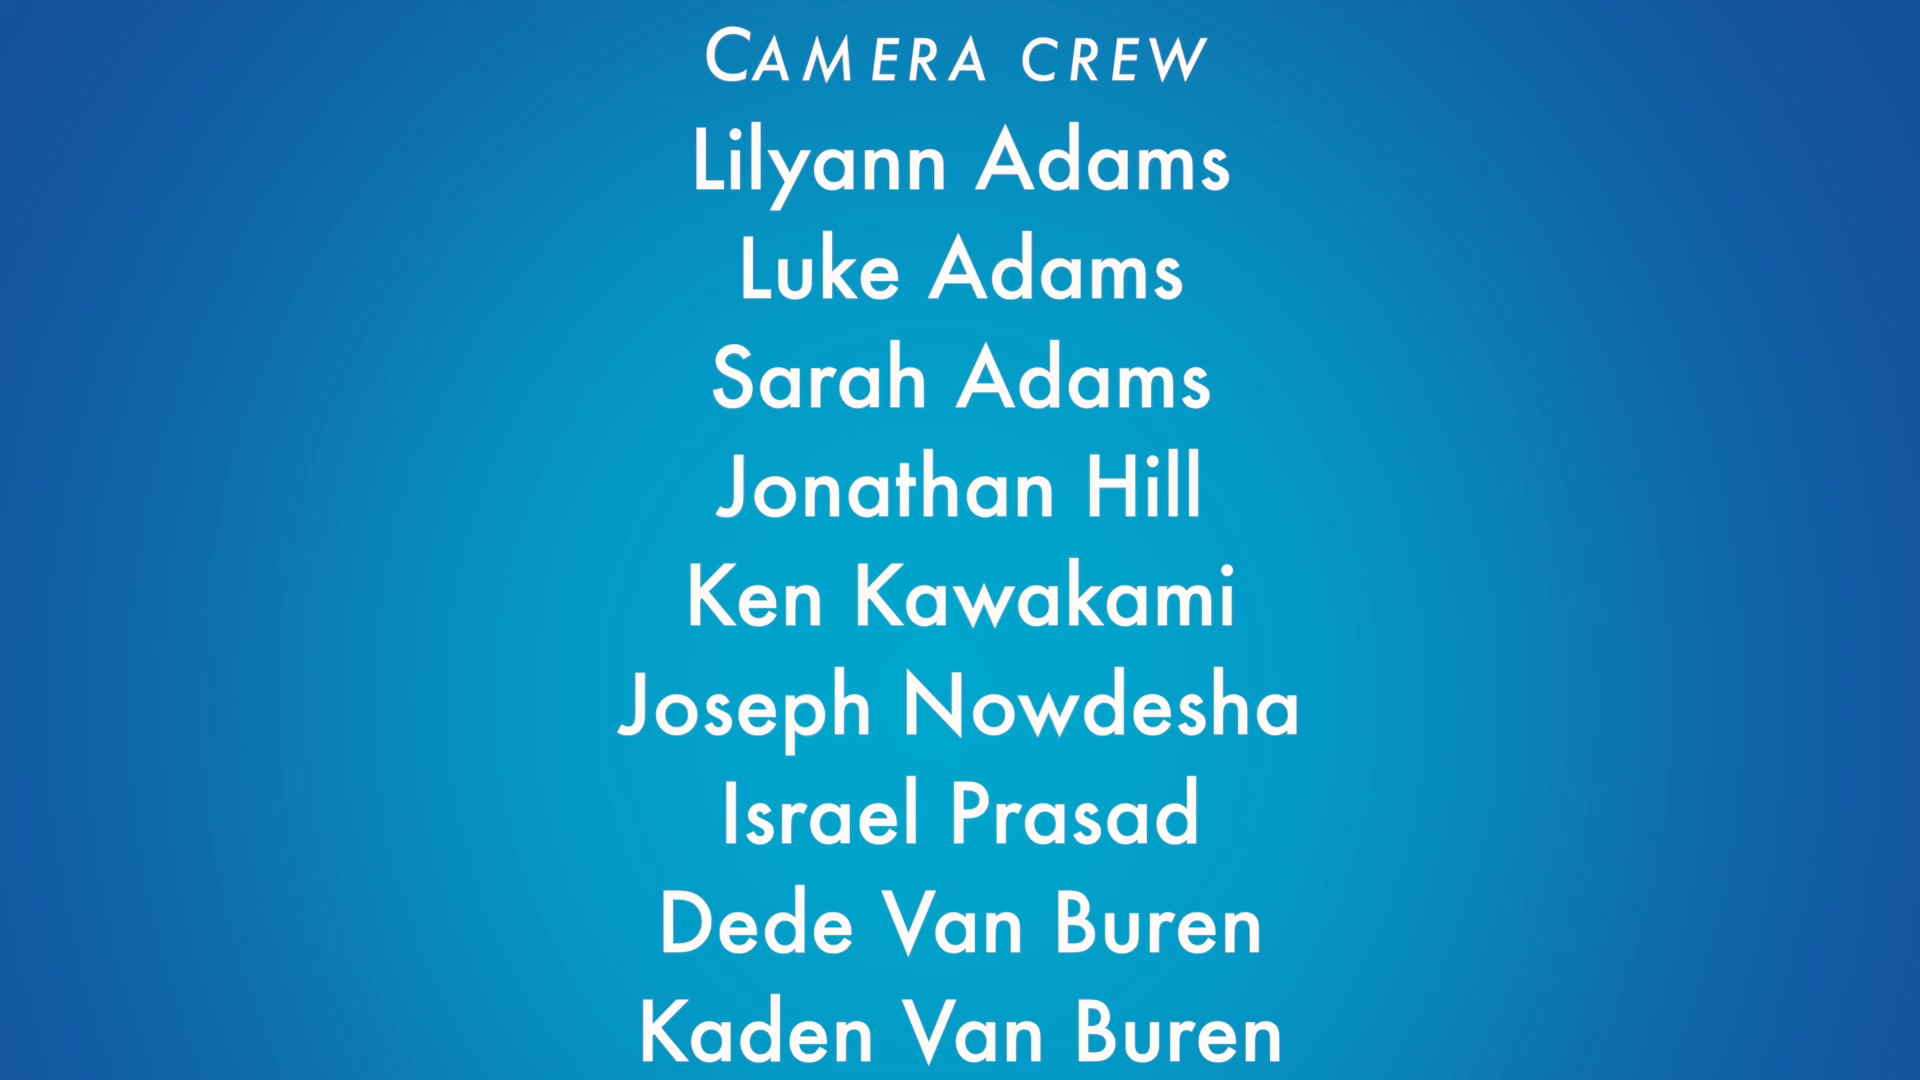 CAMERA CREW
Lilyann Adams
Luke Adams
Sarah Adams
Jonathan Hill
Ken Kawakami
Joseph Nowdesha
Israel Prasad
Dede Van Buren
Kaden Van Buren